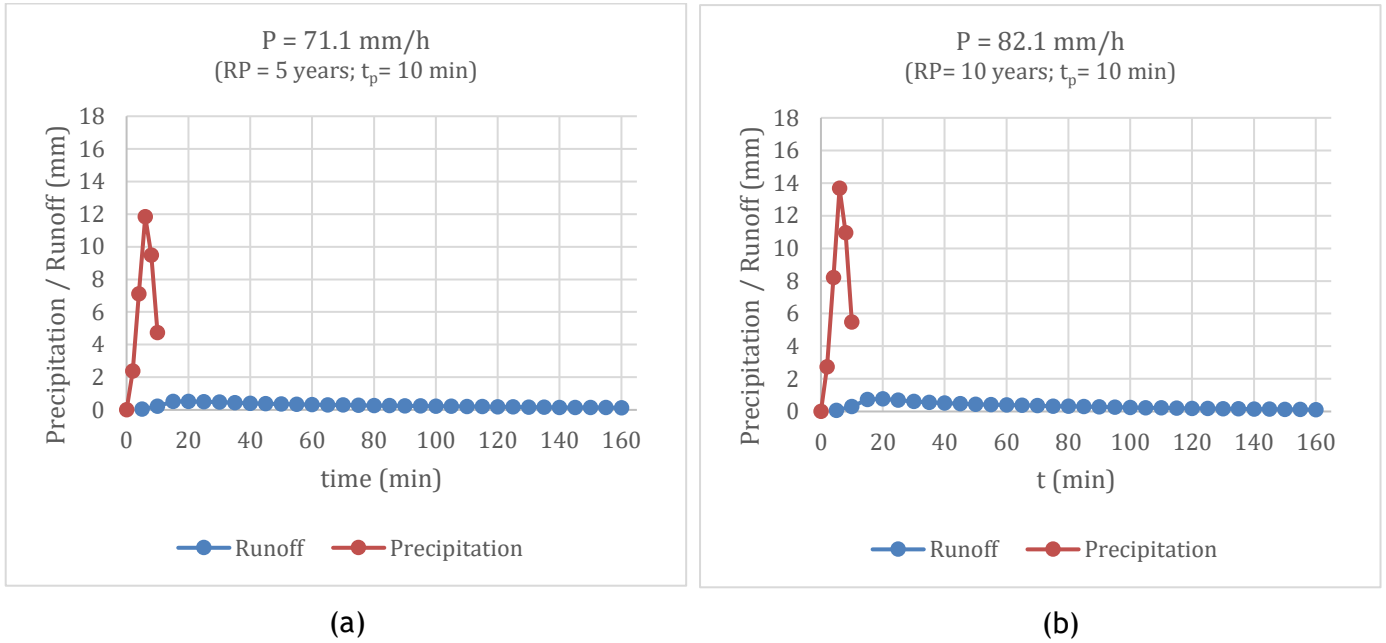 P = 71.1 mm/h
(RP = 5 years; tp= 10 min)
Precipitation / Runoff (mm)
18
16
14
12
10
8
6
4
2
0
0 20 40 60 80 100 120 140 160
time (min)
Runoff Precipitation
(a)
P = 82.1 mm/h
(RP= 10 years; tp= 10 min)
Precipitation / Runoff (mm)
18
16
14
12
10
8
6
4
2
0
0 20 40 60 80 100 120 140 160
t (min)
Runoff Precipitation
(b)